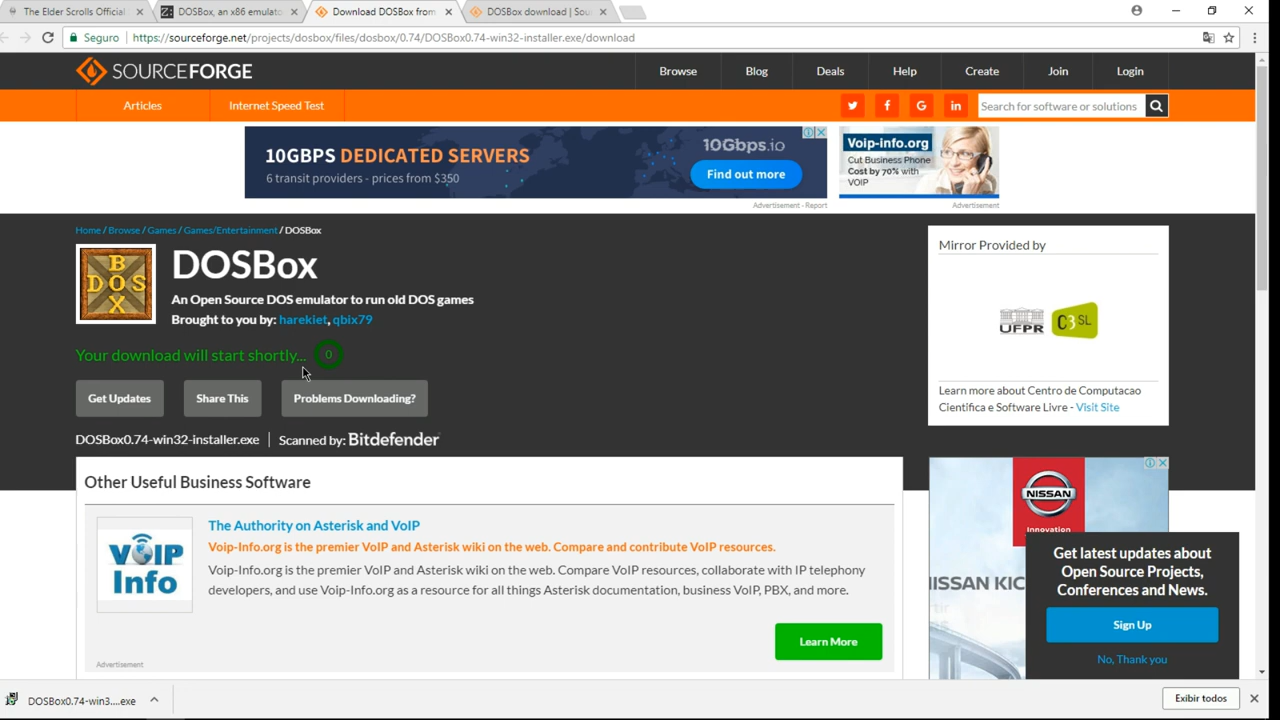 The Elder Scrolls Official
DOSBox, an x86 emulato
Download DOSBox from
DOSBox download | Sou
Seguro
https://sourceforge.net/projects/dosbox/files/dosbox/0.74/DOSBox0.74-win32-installer.exe/download
SOURCEFORGE
Browse
Blog
Deals
Help
Create
Join
Login
Articles
Internet Speed Test
Search for software or solutions
10GBPS DEDICATED SERVERS
6 transit providers - prices from $350
10Gbps.io
Find out more
Advertisement - Report
Voip-info.org
Cut Business Phone
Cost by 70% with
VOIP
Advertisement
Home / Browse / Games / Games/Entertainment / DOSBox
DOS
BOX
DOSBox
An Open Source DOS emulator to run old DOS games
Brought to you by: harekiet, qbix79
Your download will start shortly... 0
Get Updates
Share This
Problems Downloading?
DOSBox0.74-win32-installer.exe | Scanned by: Bitdefender
Mirror Provided by
UFPR
C3SL
Learn more about Centro de Computacao
Cientifica e Software Livre - Visit Site
Other Useful Business Software
VOIP
Info
The Authority on Asterisk and VoIP
Voip-Info.org is the premier VoIP and Asterisk wiki on the web. Compare and contribute VoIP resources.
Voip-Info.org is the premier VoIP and Asterisk wiki on the web. Compare VoIP resources, collaborate with IP telephony
developers, and use Voip-Info.org as a resource for all things Asterisk documentation, business VoIP, PBX, and more.
Learn More
Advertisement
NISSAN
Innovation
ISSAN KIC
Get latest updates about
Open Source Projects,
Conferences and News.
Sign Up
No, Thank you
DOSBox0.74-win3....exe
Exibir todos